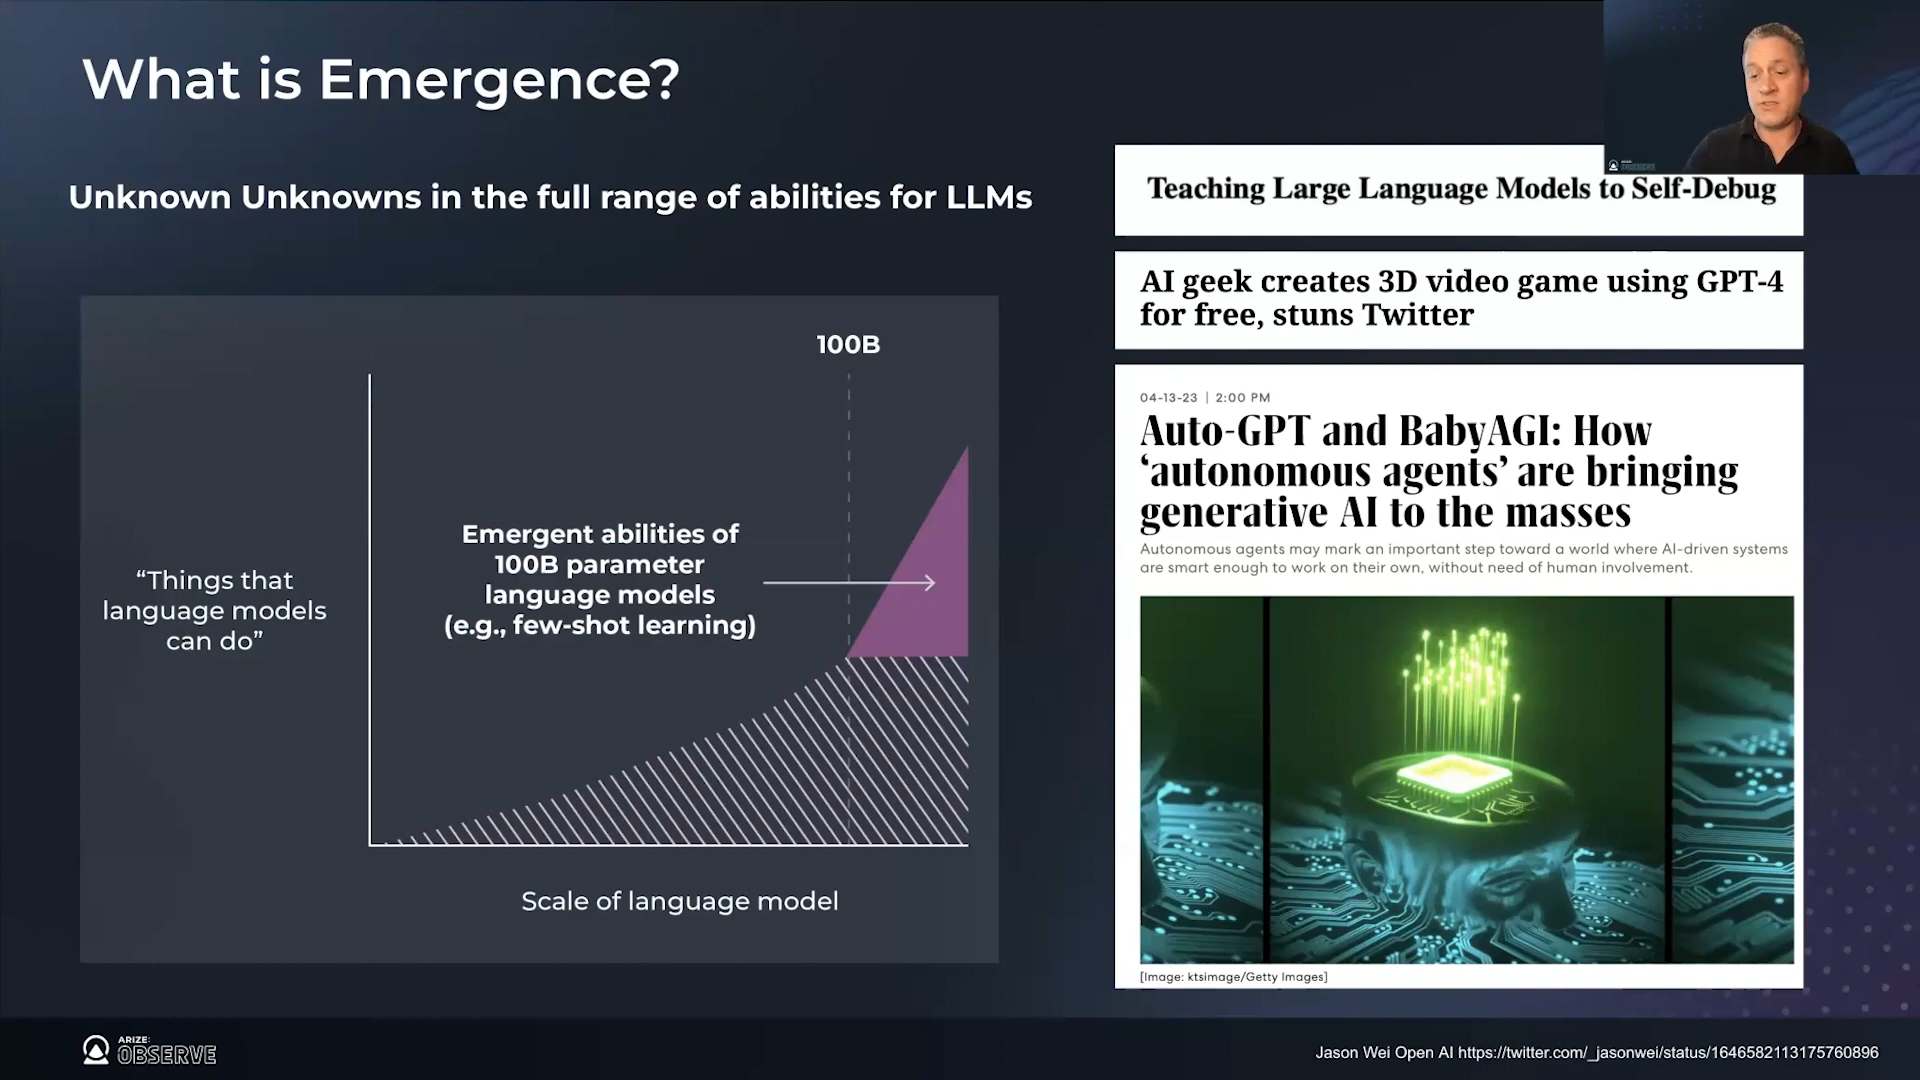 What is Emergence?
Unknown Unknowns in the full range of abilities for LLMs
100B
Emergent abilities of
100B parameter
language models
(e.g., few-shot learning)
“Things that
language models
can do”
Scale of language model
Teaching Large Language Models to Self-Debug
AI geek creates 3D video game using GPT-4
for free, stuns Twitter
04-13-23 | 2:00 PM
Auto-GPT and BabyAGI: How
‘autonomous agents’ are bringing
generative AI to the masses
Autonomous agents may mark an important step toward a world where AI-driven systems
are smart enough to work on their own, without need of human involvement.
[Image: ktsimage/Getty Images]
ARIZE:
OBSERVE
Jason Wei Open AI https://twitter.com/_jasonwei/status/1646582113175760896